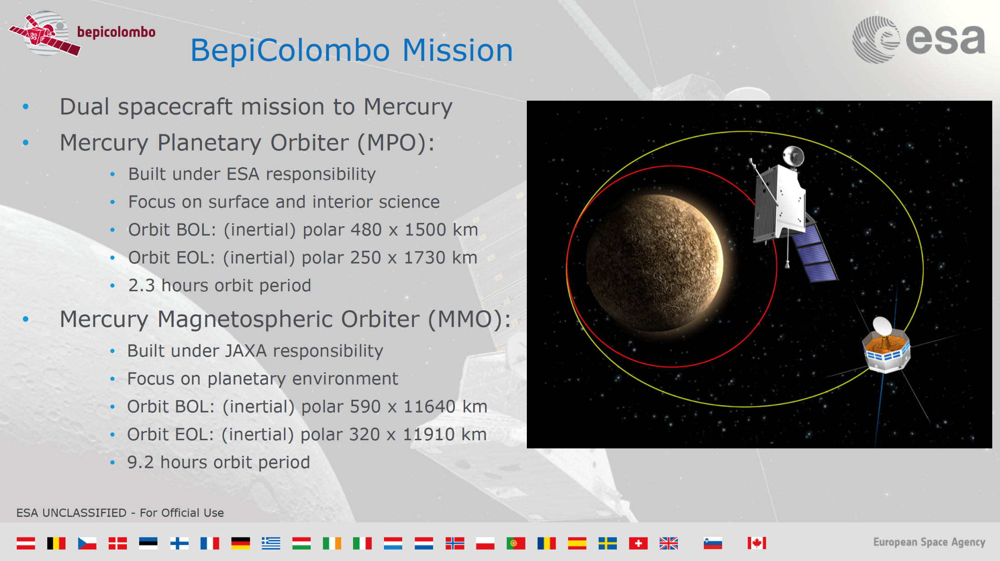 bepicolombo
BepiColombo Mission
esa
• Dual spacecraft mission to Mercury
• Mercury Planetary Orbiter (MPO):
• Built under ESA responsibility
• Focus on surface and interior science
• Orbit BOL: (inertial) polar 480 x 1500 km
• Orbit EOL: (inertial) polar 250 x 1730 km
• 2.3 hours orbit period
• Mercury Magnetospheric Orbiter (MMO):
• Built under JAXA responsibility
• Focus on planetary environment
• Orbit BOL: (inertial) polar 590 x 11640 km
• Orbit EOL: (inertial) polar 320 x 11910 km
• 9.2 hours orbit period
ESA UNCLASSIFIED - For Official Use
European Space Agency